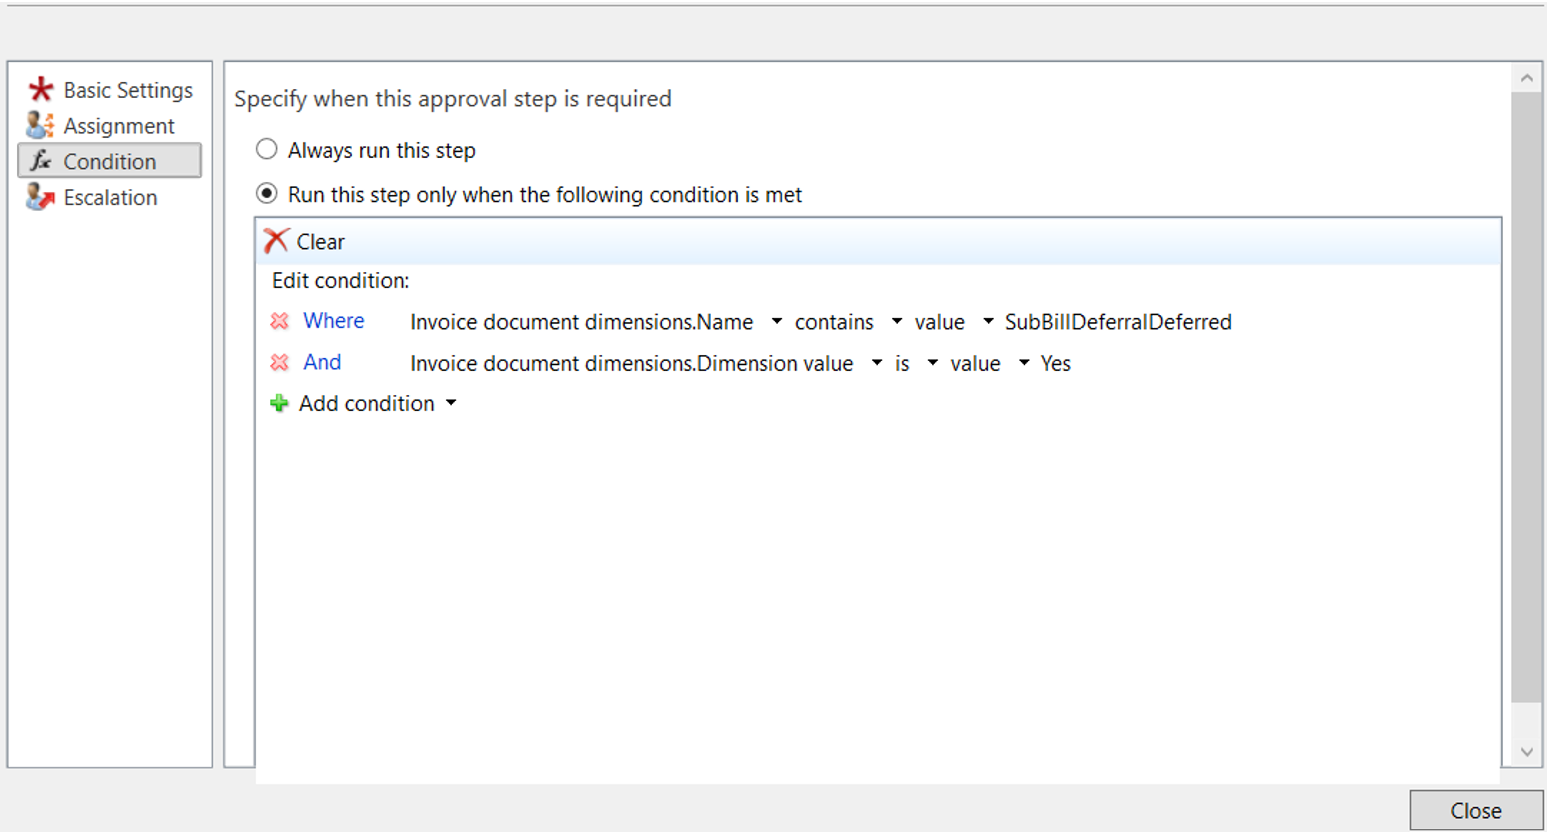 Basic Settings
Assignment
Condition
Escalation
Specify when this approval step is required
Always run this step
Run this step only when the following condition is met
Clear
Edit condition:
Where Invoice document dimensions.Name contains value SubBillDeferralDeferred
And Invoice document dimensions.Dimension value is value Yes
Add condition
Close